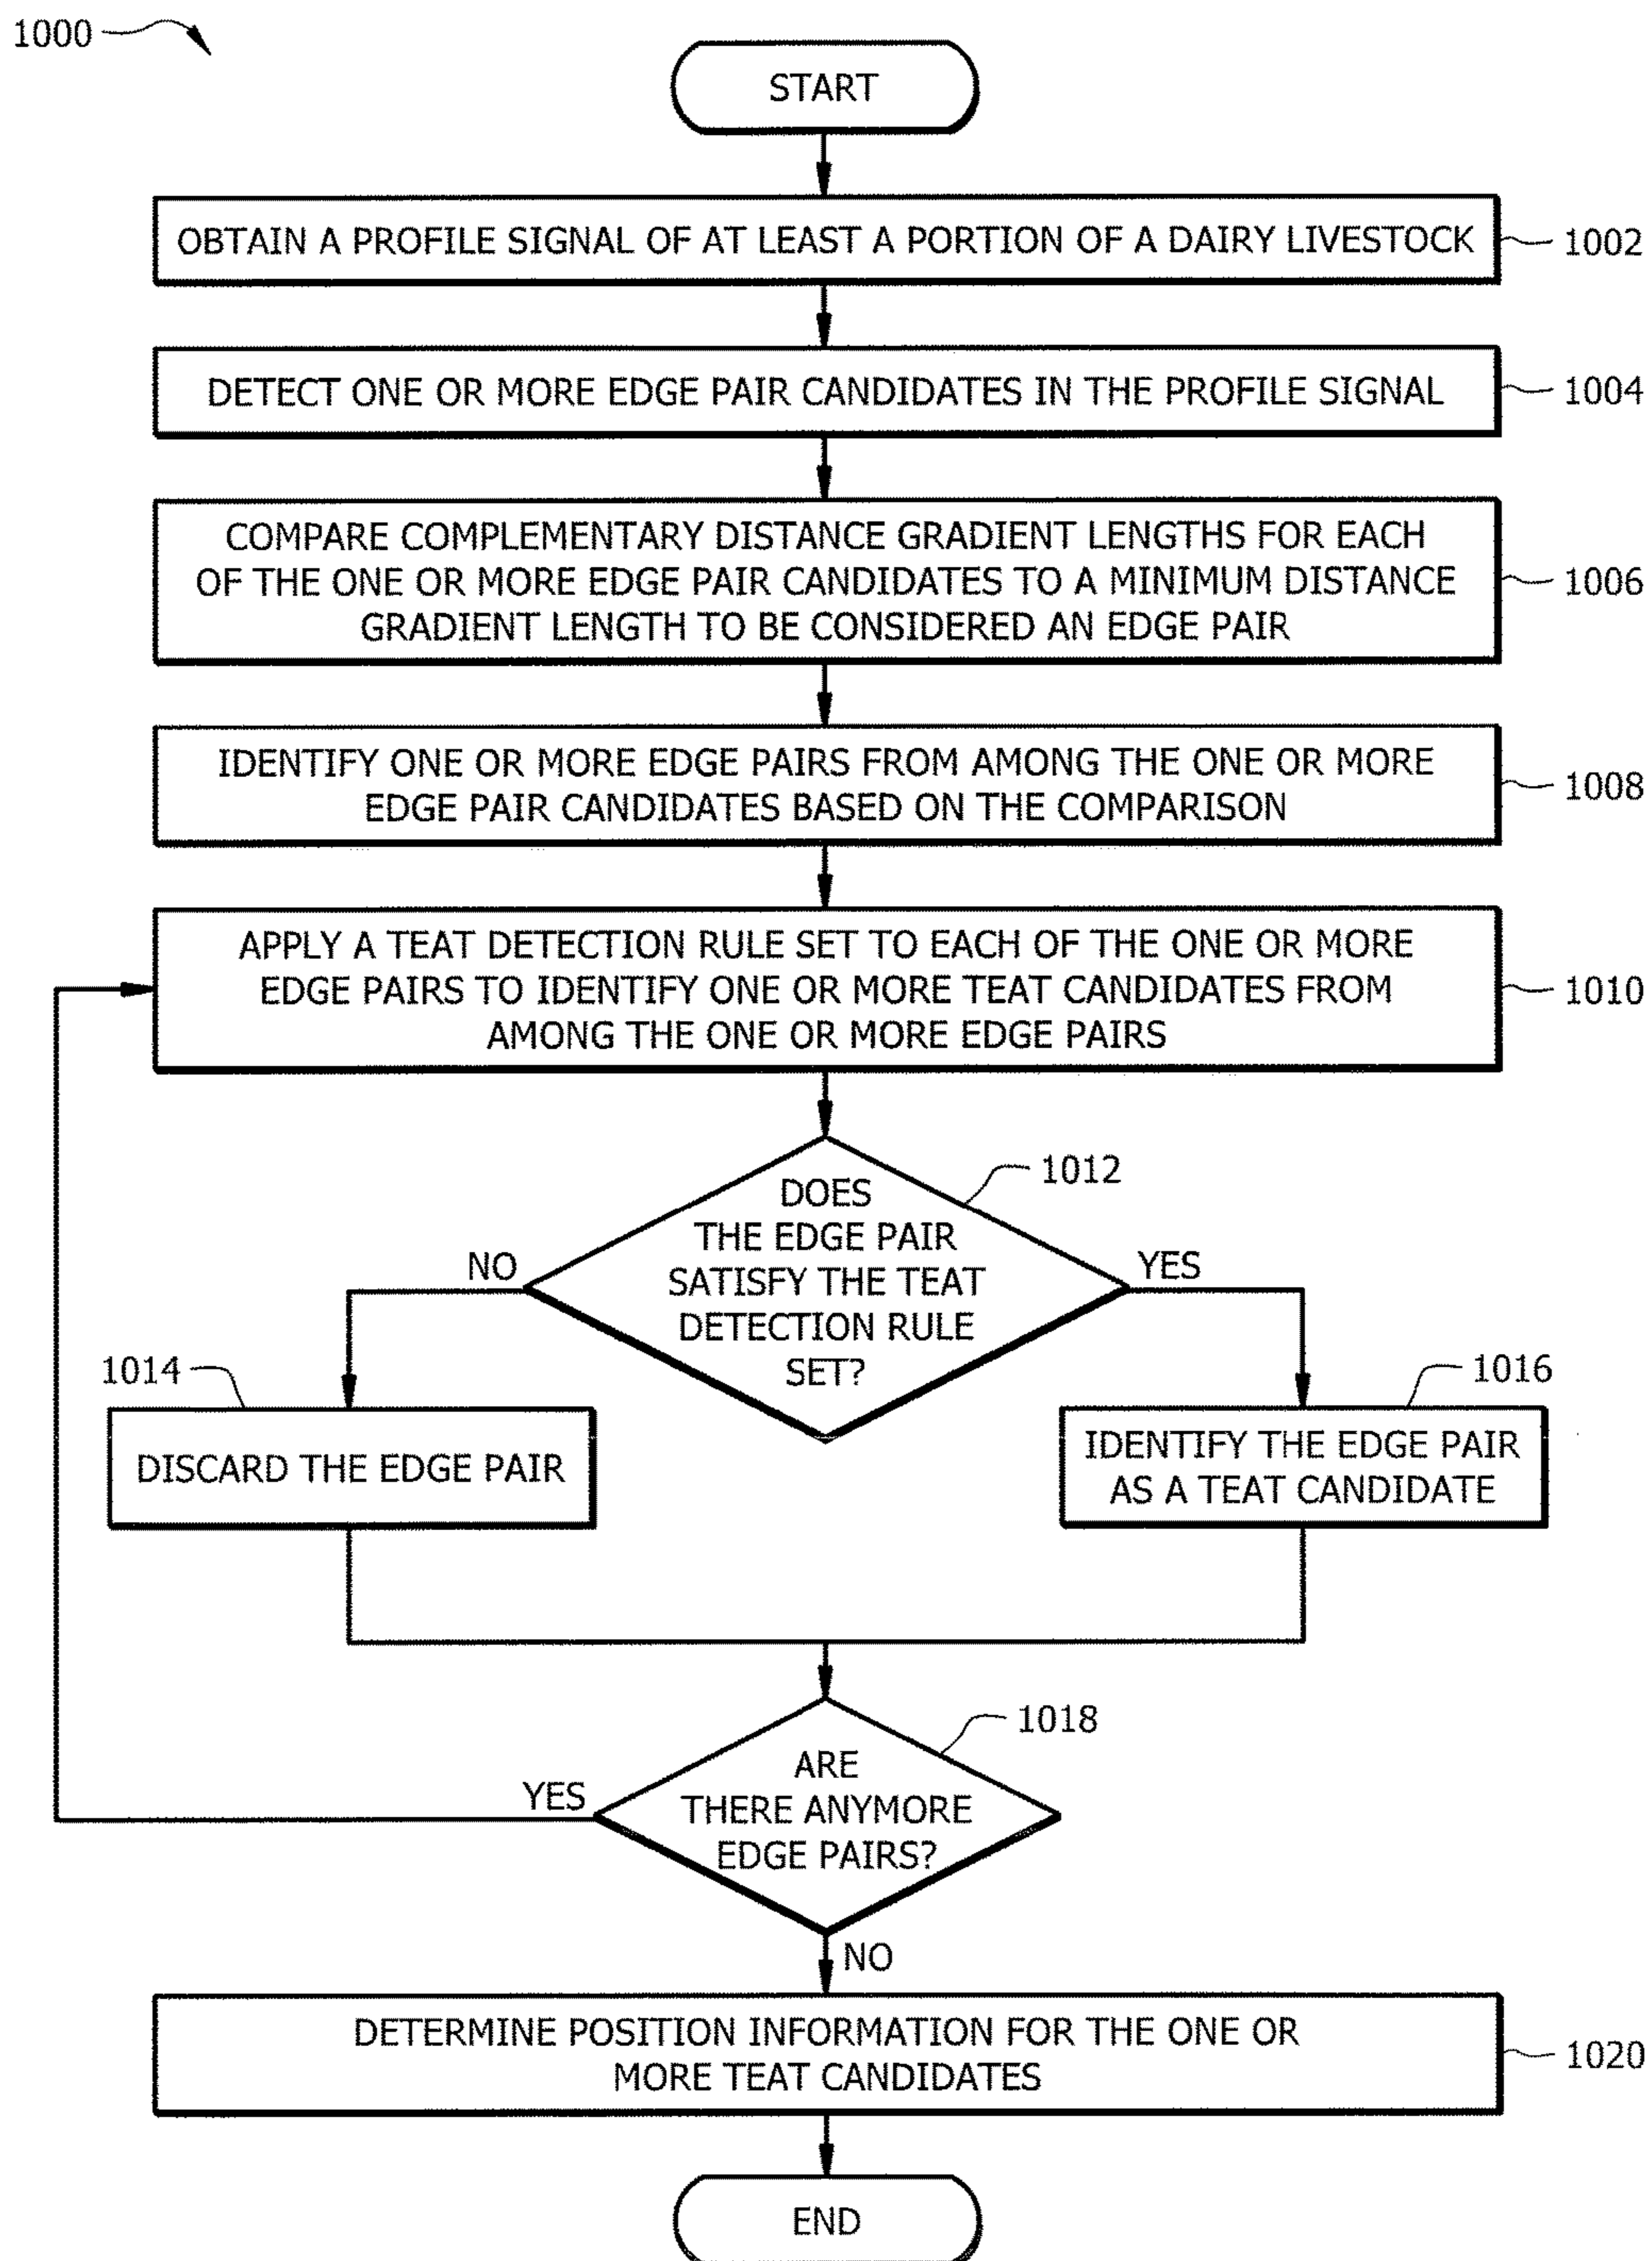 1000
START
OBTAIN A PROFILE SIGNAL OF AT LEAST A PORTION OF A DAIRY LIVESTOCK
1002
DETECT ONE OR MORE EDGE PAIR CANDIDATES IN THE PROFILE SIGNAL
1004
COMPARE COMPLEMENTARY DISTANCE GRADIENT LENGTHS FOR EACH
OF THE ONE OR MORE EDGE PAIR CANDIDATES TO A MINIMUM DISTANCE
GRADIENT LENGTH TO BE CONSIDERED AN EDGE PAIR
1006
IDENTIFY ONE OR MORE EDGE PAIRS FROM AMONG THE ONE OR MORE
EDGE PAIR CANDIDATES BASED ON THE COMPARISON
1008
APPLY A TEAT DETECTION RULE SET TO EACH OF THE ONE OR MORE
EDGE PAIRS TO IDENTIFY ONE OR MORE TEAT CANDIDATES FROM
AMONG THE ONE OR MORE EDGE PAIRS
1010
1012
DOES
THE EDGE PAIR
SATISFY THE TEAT
DETECTION RULE
SET?
NO
YES
1014
DISCARD THE EDGE PAIR
1016
IDENTIFY THE EDGE PAIR
AS A TEAT CANDIDATE
1018
ARE
THERE ANYMORE
EDGE PAIRS?
YES
NO
DETERMINE POSITION INFORMATION FOR THE ONE OR
MORE TEAT CANDIDATES
1020
END